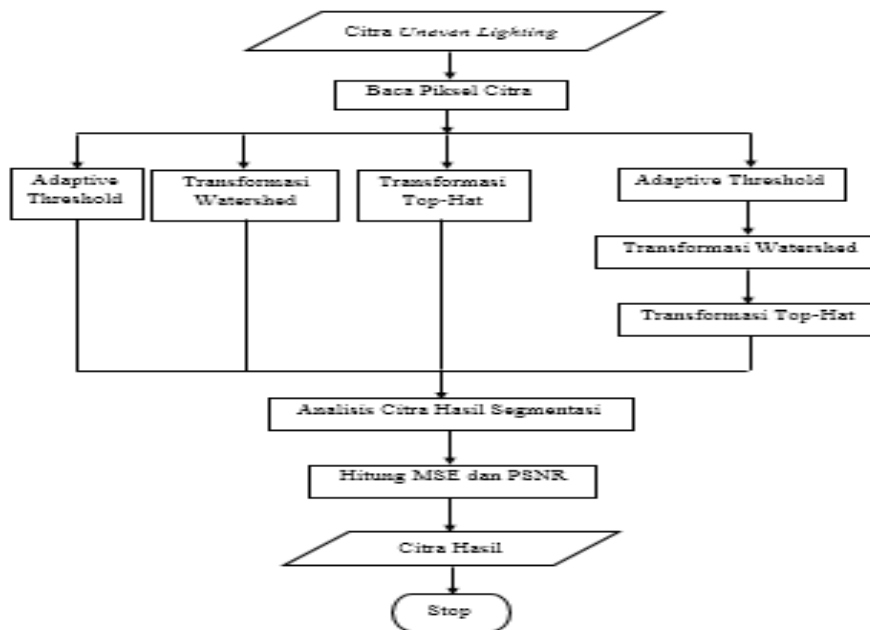 Citra Uneven Lighting
Baca Piksel Citra
Adaptive
Threshold
Transformasi
Watershed
Transformasi
Top-Hat
Adaptive Threshold
Transformasi Watershed
Transformasi Top-Hat
Analisis Citra Hasil Segmentasi
Hitung MSE dan PSNR
Citra Hasil
Stop